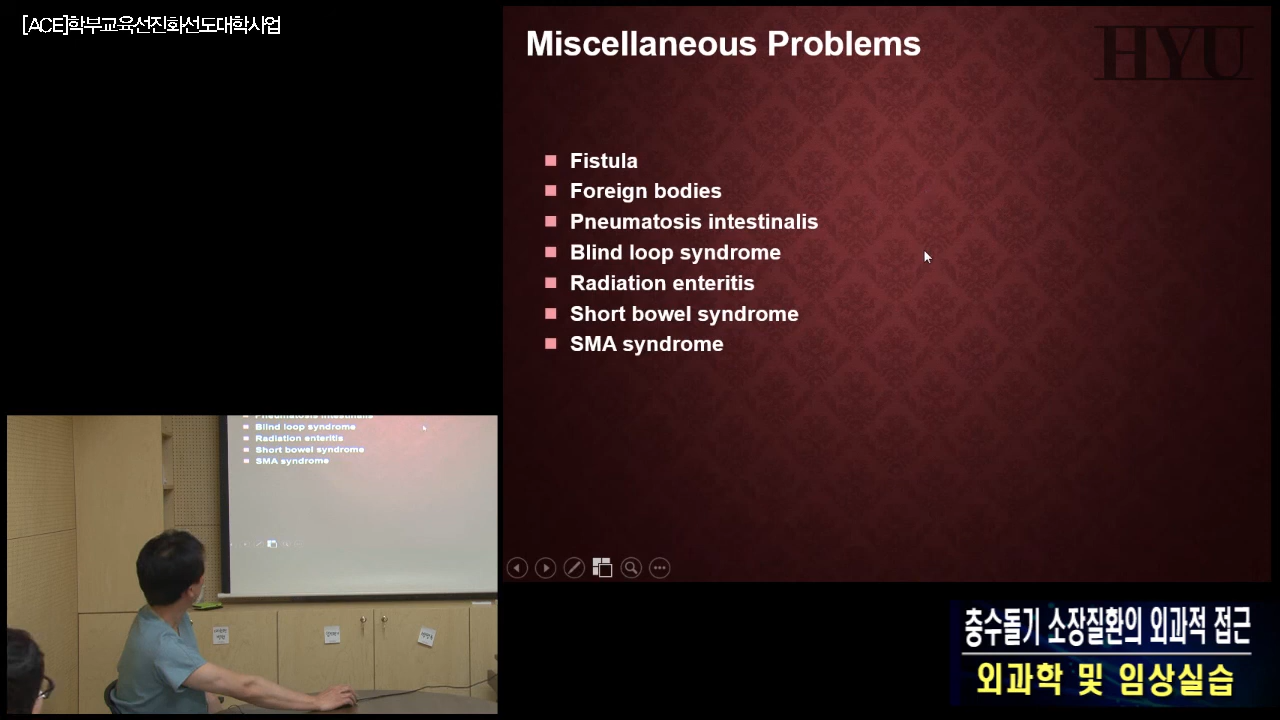 [ACE]학부교육선진화선도대학사업
Miscellaneous Problems
HYU
Fistula
Foreign bodies
Pneumatosis intestinalis
Blind loop syndrome
Radiation enteritis
Short bowel syndrome
SMA syndrome
Pneumatosis intestinalis
Blind loop syndrome
Radiation enteritis
Short bowel syndrome
SMA syndrome
충수돌기 소장질환의 외과적 접근
외과학 및 임상실습